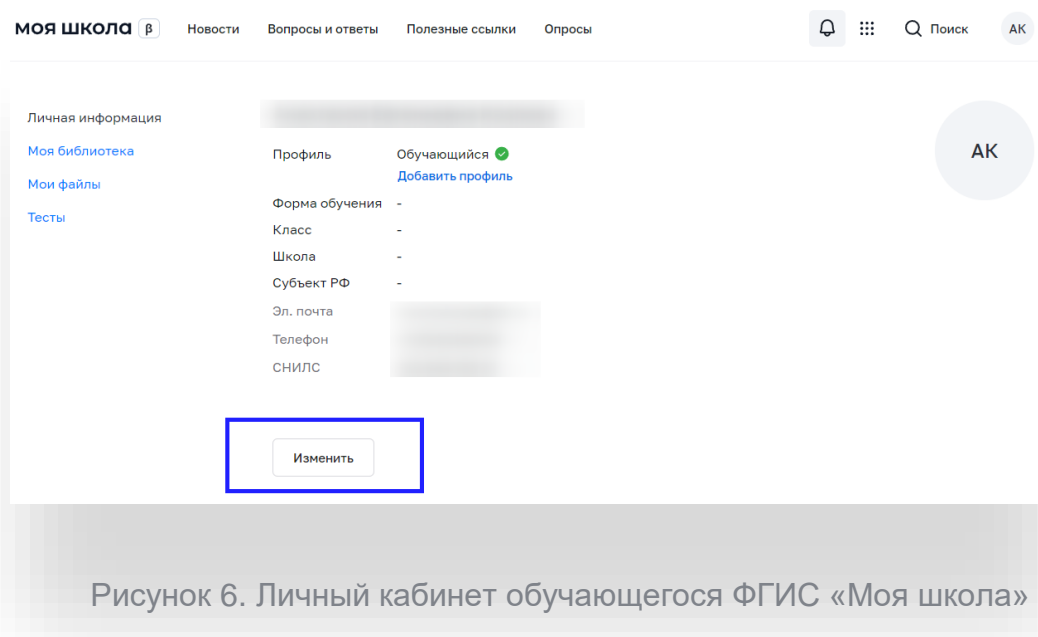 моя школа β Новости Вопросы и ответы Полезные ссылки Опросы Поиск АК
Личная информация
Моя библиотека
Мои файлы
Тесты
Профиль Обучающийся
Добавить профиль
Форма обучения -
Класс -
Школа -
Субъект РФ -
Эл. почта
Телефон
СНИЛС
Изменить
АК
Рисунок 6. Личный кабинет обучающегося ФГИС «Моя школа»